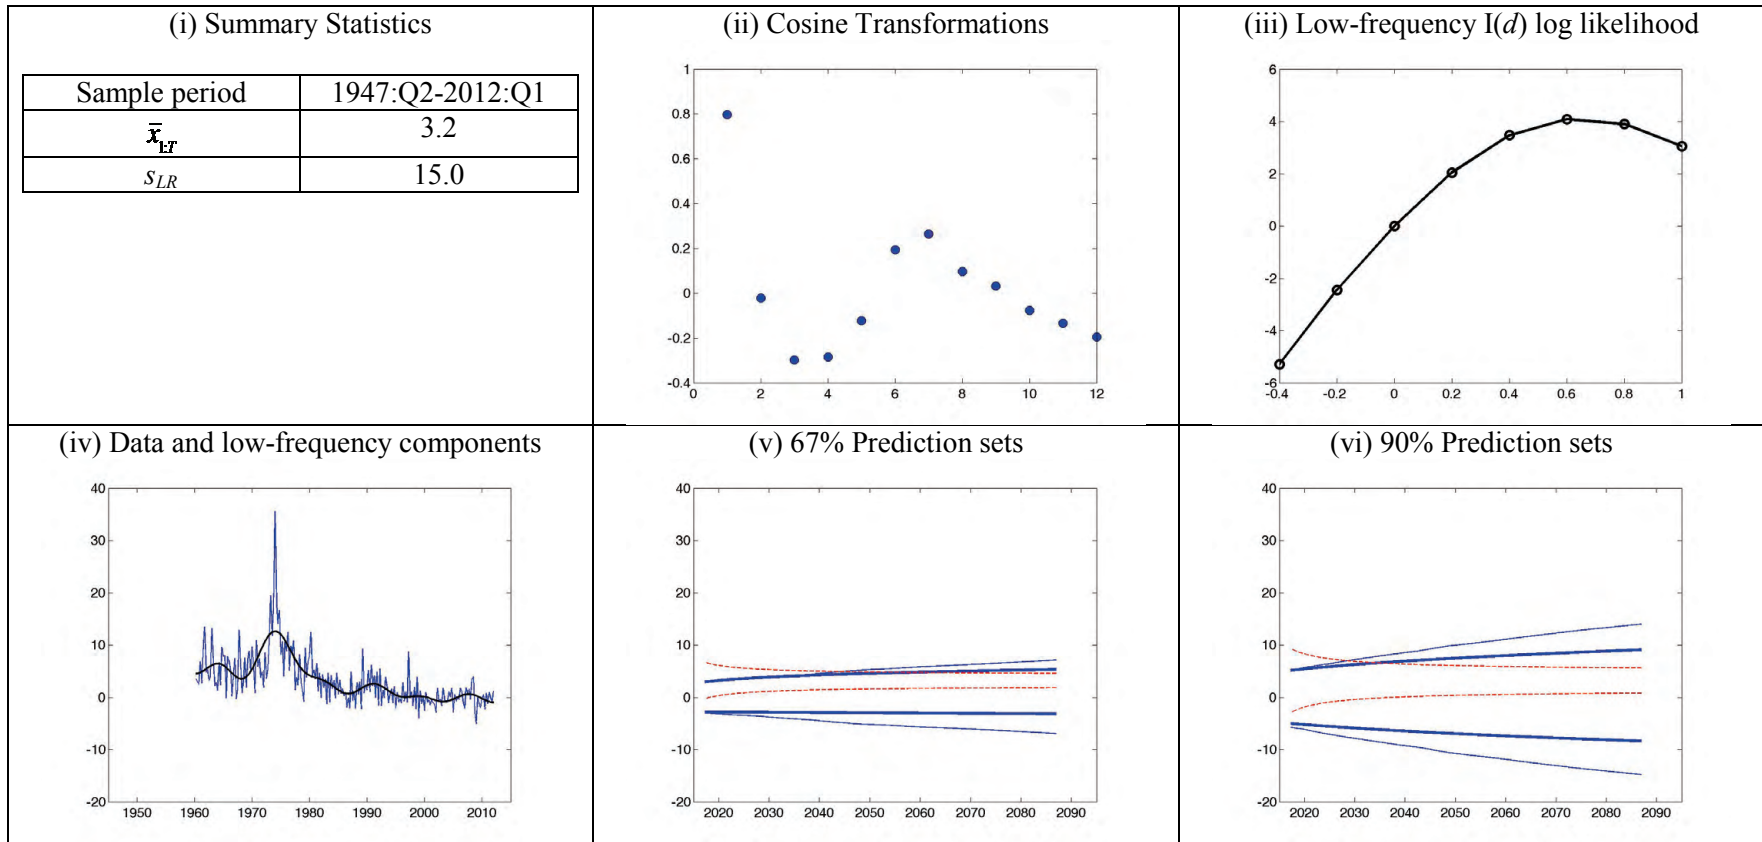 (i) Summary Statistics
Sample period 1947:Q2-2012:Q1
x̄1:T 3.2
sLR 15.0
(ii) Cosine Transformations
1
0.8
0.6
0.4
0.2
0
-0.2
-0.4
0 2 4 6 8 10 12
(iii) Low-frequency I(d) log likelihood
6
4
2
0
-2
-4
-6
-0.4 -0.2 0 0.2 0.4 0.6 0.8 1
(iv) Data and low-frequency components
40
30
20
10
0
-10
-20
1950 1960 1970 1980 1990 2000 2010
(v) 67% Prediction sets
40
30
20
10
0
-10
-20
2020 2030 2040 2050 2060 2070 2080 2090
(vi) 90% Prediction sets
40
30
20
10
0
-10
-20
2020 2030 2040 2050 2060 2070 2080 2090